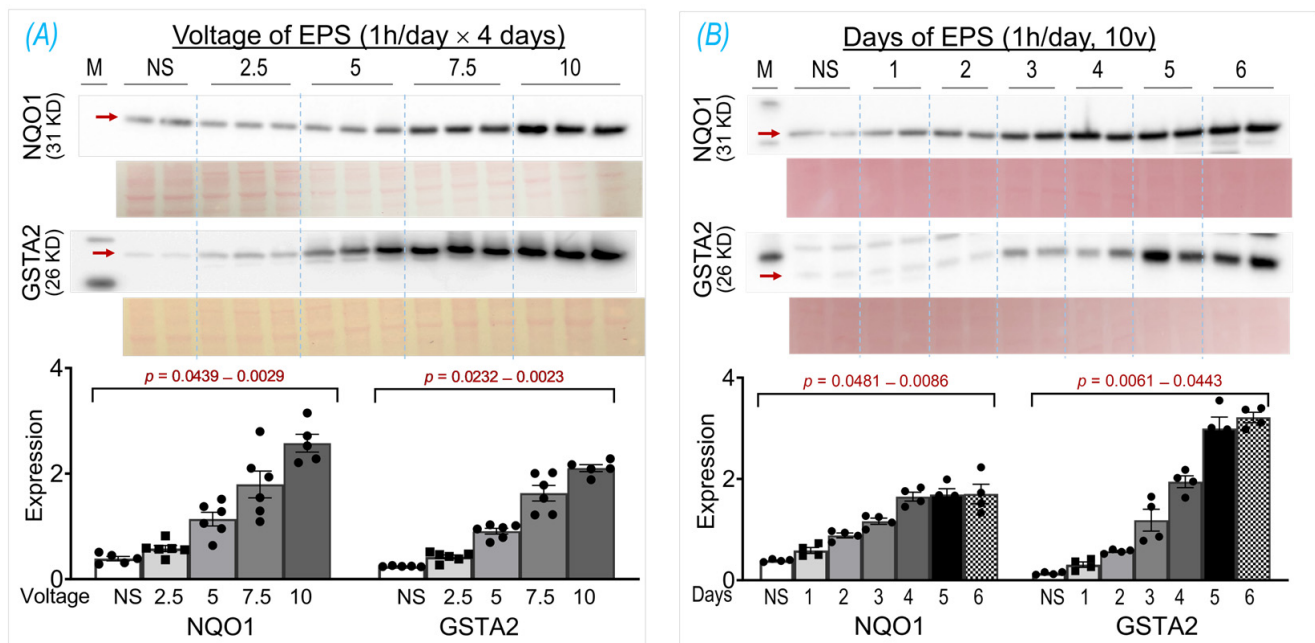 (A)
Voltage of EPS (1h/day × 4 days)
M NS 2.5 5 7.5 10
NQO1
(31 KD)
GSTA2
(26 KD)
4
2
0
Expression
p = 0.0439 – 0.0029
p = 0.0232 – 0.0023
Voltage NS 2.5 5 7.5 10 NS 2.5 5 7.5 10
NQO1 GSTA2
(B)
Days of EPS (1h/day, 10v)
M NS 1 2 3 4 5 6
NQO1
(31 KD)
GSTA2
(26 KD)
4
2
0
Expression
p = 0.0481 – 0.0086
p = 0.0061 – 0.0443
Days NS 1 2 3 4 5 6 NS 1 2 3 4 5 6
NQO1 GSTA2